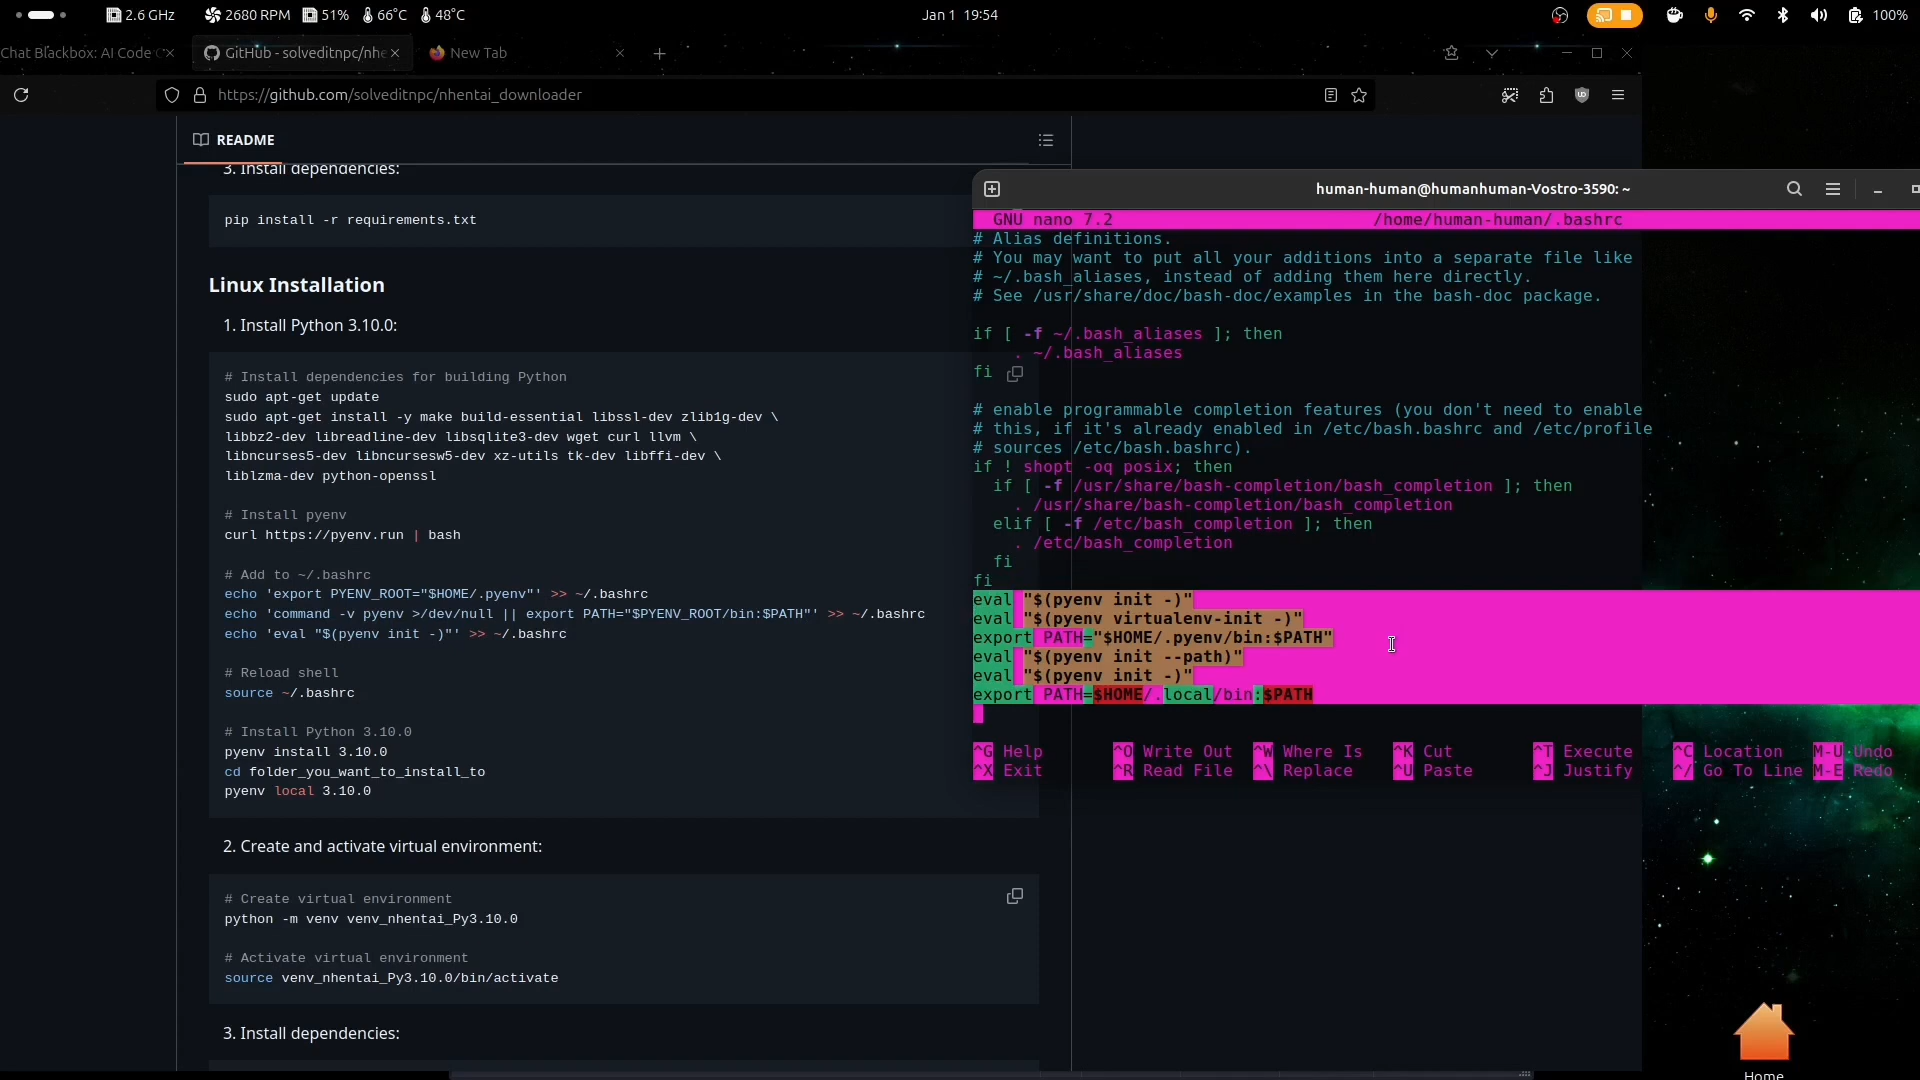 2.6 GHz 2680 RPM 51% 66°C 48°C Jan 1 19:54 100%
Chat Blackbox: AI Code GitHub - solveditnpc/nhe New Tab
https://github.com/solveditnpc/nhentai_downloader
README
3. Install dependencies:
pip install -r requirements.txt
Linux Installation
1. Install Python 3.10.0:
# Install dependencies for building Python
sudo apt-get update
sudo apt-get install -y make build-essential libssl-dev zlib1g-dev \
libbz2-dev libreadline-dev libsqlite3-dev wget curl llvm \
libncurses5-dev libncursesw5-dev xz-utils tk-dev libffi-dev \
liblzma-dev python-openssl
# Install pyenv
curl https://pyenv.run | bash
# Add to ~/.bashrc
echo 'export PYENV_ROOT="$HOME/.pyenv"' >> ~/.bashrc
echo 'command -v pyenv >/dev/null || export PATH="$PYENV_ROOT/bin:$PATH"' >> ~/.bashrc
echo 'eval "$(pyenv init -)"' >> ~/.bashrc
# Reload shell
source ~/.bashrc
# Install Python 3.10.0
pyenv install 3.10.0
cd folder_you_want_to_install_to
pyenv local 3.10.0
2. Create and activate virtual environment:
# Create virtual environment
python -m venv venv_nhentai_Py3.10.0
# Activate virtual environment
source venv_nhentai_Py3.10.0/bin/activate
3. Install dependencies:
human-human@humanhuman-Vostro-3590: ~
GNU nano 7.2 /home/human-human/.bashrc
# Alias definitions.
# You may want to put all your additions into a separate file like
# ~/.bash_aliases, instead of adding them here directly.
# See /usr/share/doc/bash-doc/examples in the bash-doc package.
if [ -f ~/.bash_aliases ]; then
. ~/.bash_aliases
fi
# enable programmable completion features (you don't need to enable
# this, if it's already enabled in /etc/bash.bashrc and /etc/profile
# sources /etc/bash.bashrc).
if ! shopt -oq posix; then
if [ -f /usr/share/bash-completion/bash_completion ]; then
. /usr/share/bash-completion/bash_completion
elif [ -f /etc/bash_completion ]; then
. /etc/bash_completion
fi
fi
eval "$(pyenv init -)"
eval "$(pyenv virtualenv-init -)"
export PATH="$HOME/.pyenv/bin:$PATH"
eval "$(pyenv init --path)"
eval "$(pyenv init -)"
export PATH=$HOME/.local/bin:$PATH
^G Help ^O Write Out ^W Where Is ^K Cut ^T Execute ^C Location M-U Undo
^X Exit ^R Read File ^\ Replace ^U Paste ^J Justify ^/ Go To Line M-E Redo
Home